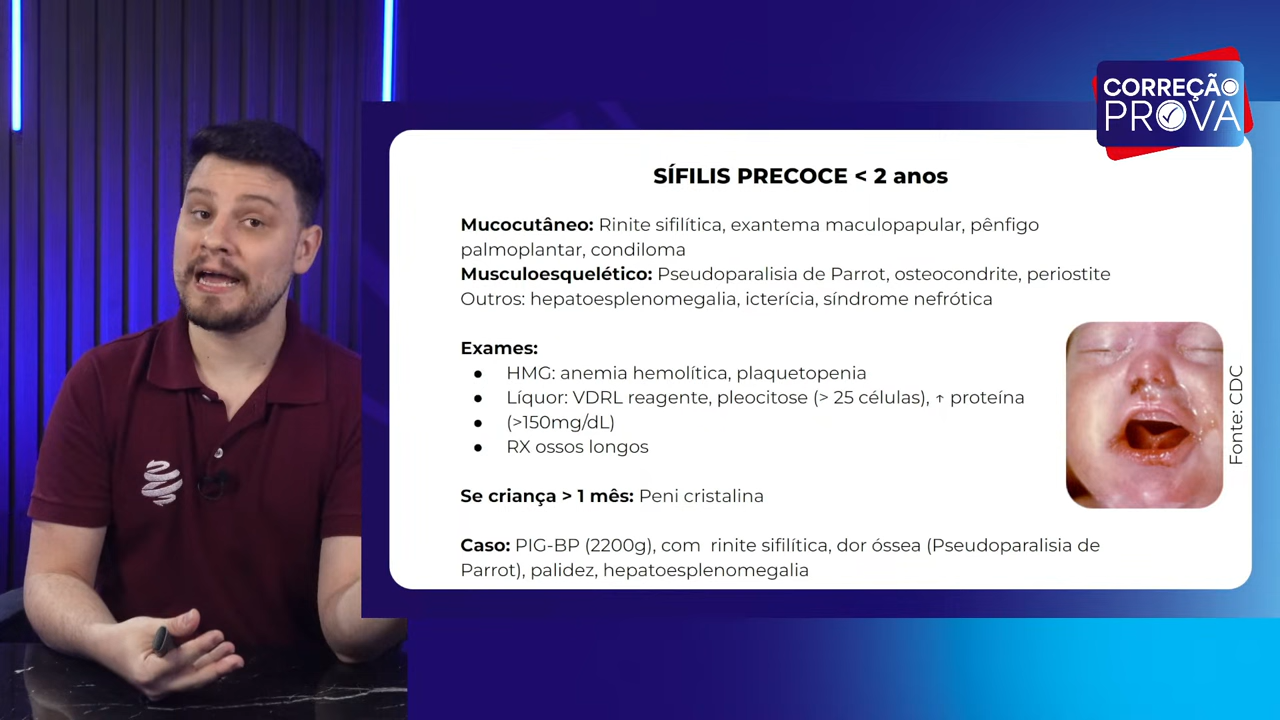 CORREÇÃO
PROVA
SÍFILIS PRECOCE < 2 anos
Mucocutâneo: Rinite sifilítica, exantema maculopapular, pênfigo
palmoplantar, condiloma
Musculoesquelético: Pseudoparalisia de Parrot, osteocondrite, periostite
Outros: hepatoesplenomegalia, icterícia, síndrome nefrótica
Exames:
● HMG: anemia hemolítica, plaquetopenia
● Líquor: VDRL reagente, pleocitose (> 25 células), ↑ proteína
● (>150mg/dL)
● RX ossos longos
Se criança > 1 mês: Peni cristalina
Caso: PIG-BP (2200g), com rinite sifilítica, dor óssea (Pseudoparalisia de
Parrot), palidez, hepatoesplenomegalia
Fonte: CDC